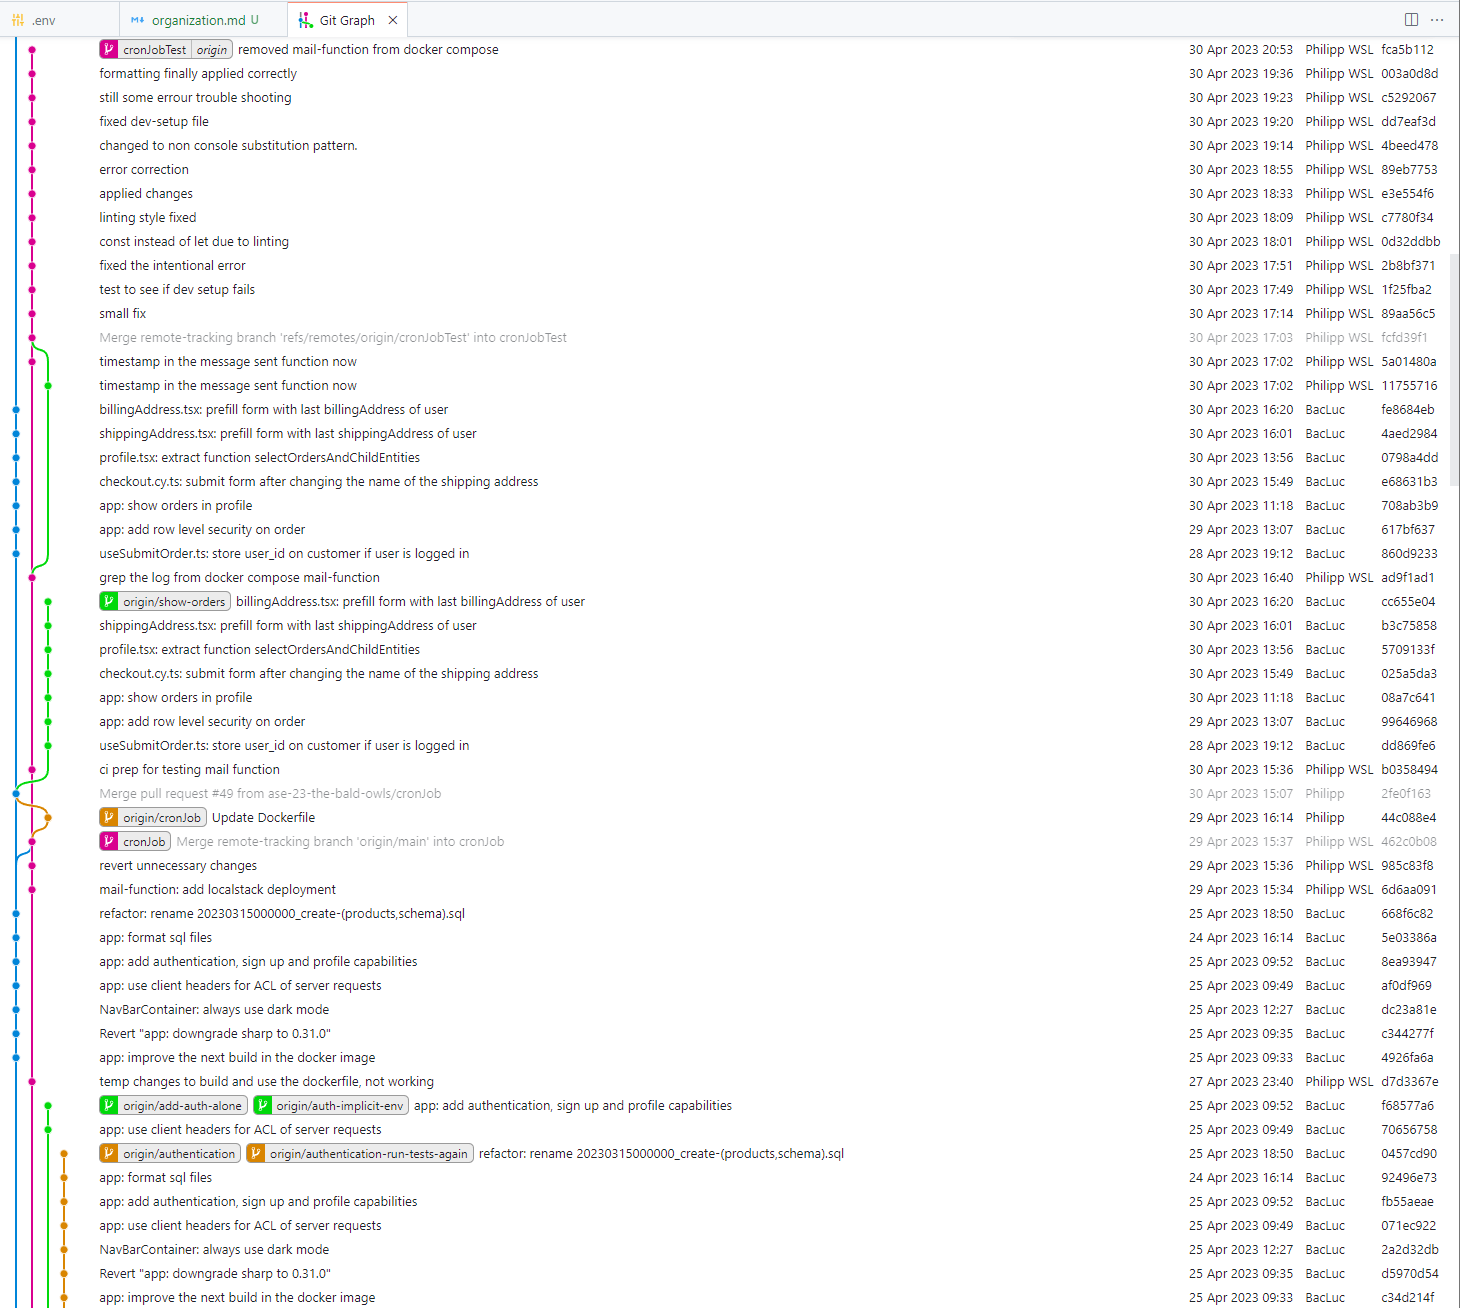 .env organization.md U Git Graph
cronJobTest origin removed mail-function from docker compose 30 Apr 2023 20:53 Philipp WSL fca5b112
formatting finally applied correctly 30 Apr 2023 19:36 Philipp WSL 003a0d8d
still some errour trouble shooting 30 Apr 2023 19:23 Philipp WSL c5292067
fixed dev-setup file 30 Apr 2023 19:20 Philipp WSL dd7eaf3d
changed to non console substitution pattern. 30 Apr 2023 19:14 Philipp WSL 4beed478
error correction 30 Apr 2023 18:55 Philipp WSL 89eb7753
applied changes 30 Apr 2023 18:33 Philipp WSL e3e554f6
linting style fixed 30 Apr 2023 18:09 Philipp WSL c7780f34
const instead of let due to linting 30 Apr 2023 18:01 Philipp WSL 0d32ddbb
fixed the intentional error 30 Apr 2023 17:51 Philipp WSL 2b8bf371
test to see if dev setup fails 30 Apr 2023 17:49 Philipp WSL 1f25fba2
small fix 30 Apr 2023 17:14 Philipp WSL 89aa56c5
Merge remote-tracking branch 'refs/remotes/origin/cronJobTest' into cronJobTest 30 Apr 2023 17:03 Philipp WSL fcfd39f1
timestamp in the message sent function now 30 Apr 2023 17:02 Philipp WSL 5a01480a
timestamp in the message sent function now 30 Apr 2023 17:02 Philipp WSL 11755716
billingAddress.tsx: prefill form with last billingAddress of user 30 Apr 2023 16:20 BacLuc fe8684eb
shippingAddress.tsx: prefill form with last shippingAddress of user 30 Apr 2023 16:01 BacLuc 4aed2984
profile.tsx: extract function selectOrdersAndChildEntities 30 Apr 2023 13:56 BacLuc 0798a4dd
checkout.cy.ts: submit form after changing the name of the shipping address 30 Apr 2023 15:49 BacLuc e68631b3
app: show orders in profile 30 Apr 2023 11:18 BacLuc 708ab3b9
app: add row level security on order 29 Apr 2023 13:07 BacLuc 617bf637
useSubmitOrder.ts: store user_id on customer if user is logged in 28 Apr 2023 19:12 BacLuc 860d9233
grep the log from docker compose mail-function 30 Apr 2023 16:40 Philipp WSL ad9f1ad1
origin/show-orders billingAddress.tsx: prefill form with last billingAddress of user 30 Apr 2023 16:20 BacLuc cc655e04
shippingAddress.tsx: prefill form with last shippingAddress of user 30 Apr 2023 16:01 BacLuc b3c75858
profile.tsx: extract function selectOrdersAndChildEntities 30 Apr 2023 13:56 BacLuc 5709133f
checkout.cy.ts: submit form after changing the name of the shipping address 30 Apr 2023 15:49 BacLuc 025a5da3
app: show orders in profile 30 Apr 2023 11:18 BacLuc 08a7c641
app: add row level security on order 29 Apr 2023 13:07 BacLuc 99646968
useSubmitOrder.ts: store user_id on customer if user is logged in 28 Apr 2023 19:12 BacLuc dd869fe6
ci prep for testing mail function 30 Apr 2023 15:36 Philipp WSL b0358494
Merge pull request #49 from ase-23-the-bald-owls/cronJob 30 Apr 2023 15:07 Philipp 2fe0f163
origin/cronJob Update Dockerfile 29 Apr 2023 16:14 Philipp 44c088e4
cronJob Merge remote-tracking branch 'origin/main' into cronJob 29 Apr 2023 15:37 Philipp WSL 462c0b08
revert unnecessary changes 29 Apr 2023 15:36 Philipp WSL 985c83f8
mail-function: add localstack deployment 29 Apr 2023 15:34 Philipp WSL 6d6aa091
refactor: rename 20230315000000_create-(products,schema).sql 25 Apr 2023 18:50 BacLuc 668f6c82
app: format sql files 24 Apr 2023 16:14 BacLuc 5e03386a
app: add authentication, sign up and profile capabilities 25 Apr 2023 09:52 BacLuc 8ea93947
app: use client headers for ACL of server requests 25 Apr 2023 09:49 BacLuc af0df969
NavBarContainer: always use dark mode 25 Apr 2023 12:27 BacLuc dc23a81e
Revert "app: downgrade sharp to 0.31.0" 25 Apr 2023 09:35 BacLuc c344277f
app: improve the next build in the docker image 25 Apr 2023 09:33 BacLuc 4926fa6a
temp changes to build and use the dockerfile, not working 27 Apr 2023 23:40 Philipp WSL d7d3367e
origin/add-auth-alone origin/auth-implicit-env app: add authentication, sign up and profile capabilities 25 Apr 2023 09:52 BacLuc f68577a6
app: use client headers for ACL of server requests 25 Apr 2023 09:49 BacLuc 70656758
origin/authentication origin/authentication-run-tests-again refactor: rename 20230315000000_create-(products,schema).sql 25 Apr 2023 18:50 BacLuc 0457cd90
app: format sql files 24 Apr 2023 16:14 BacLuc 92496e73
app: add authentication, sign up and profile capabilities 25 Apr 2023 09:52 BacLuc fb55aeae
app: use client headers for ACL of server requests 25 Apr 2023 09:49 BacLuc 071ec922
NavBarContainer: always use dark mode 25 Apr 2023 12:27 BacLuc 2a2d32db
Revert "app: downgrade sharp to 0.31.0" 25 Apr 2023 09:35 BacLuc d5970d54
app: improve the next build in the docker image 25 Apr 2023 09:33 BacLuc c34d214f